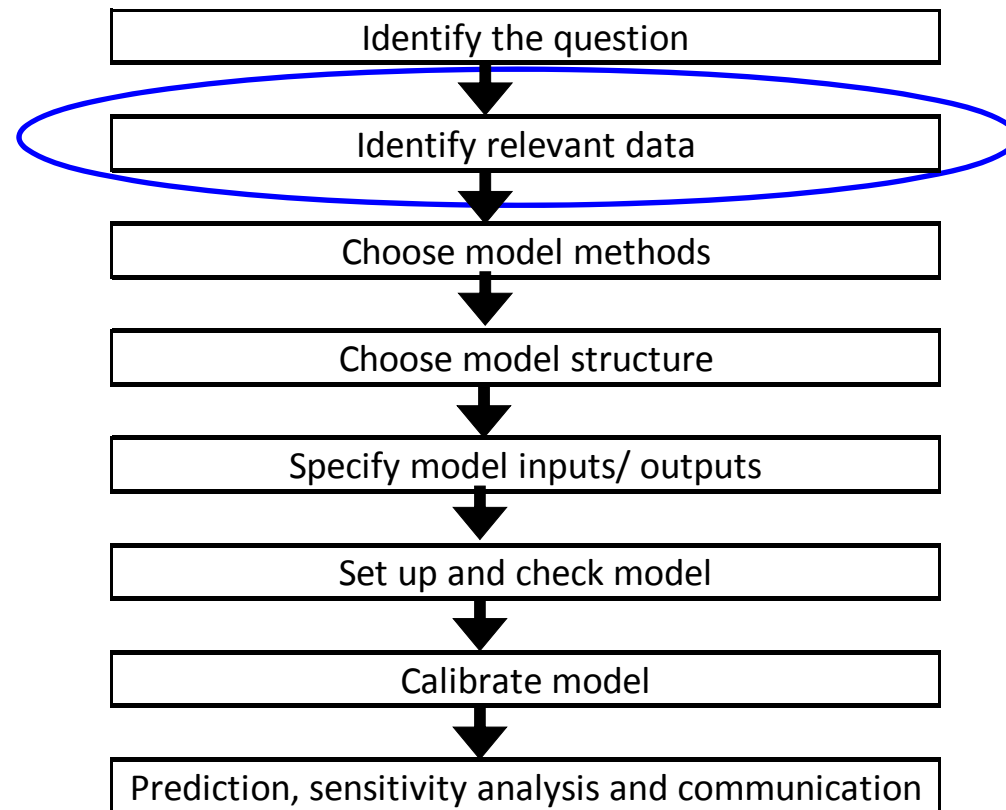 Identify the question
Identify relevant data
Choose model methods
Choose model structure
Specify model inputs/ outputs
Set up and check model
Calibrate model
Prediction, sensitivity analysis and communication